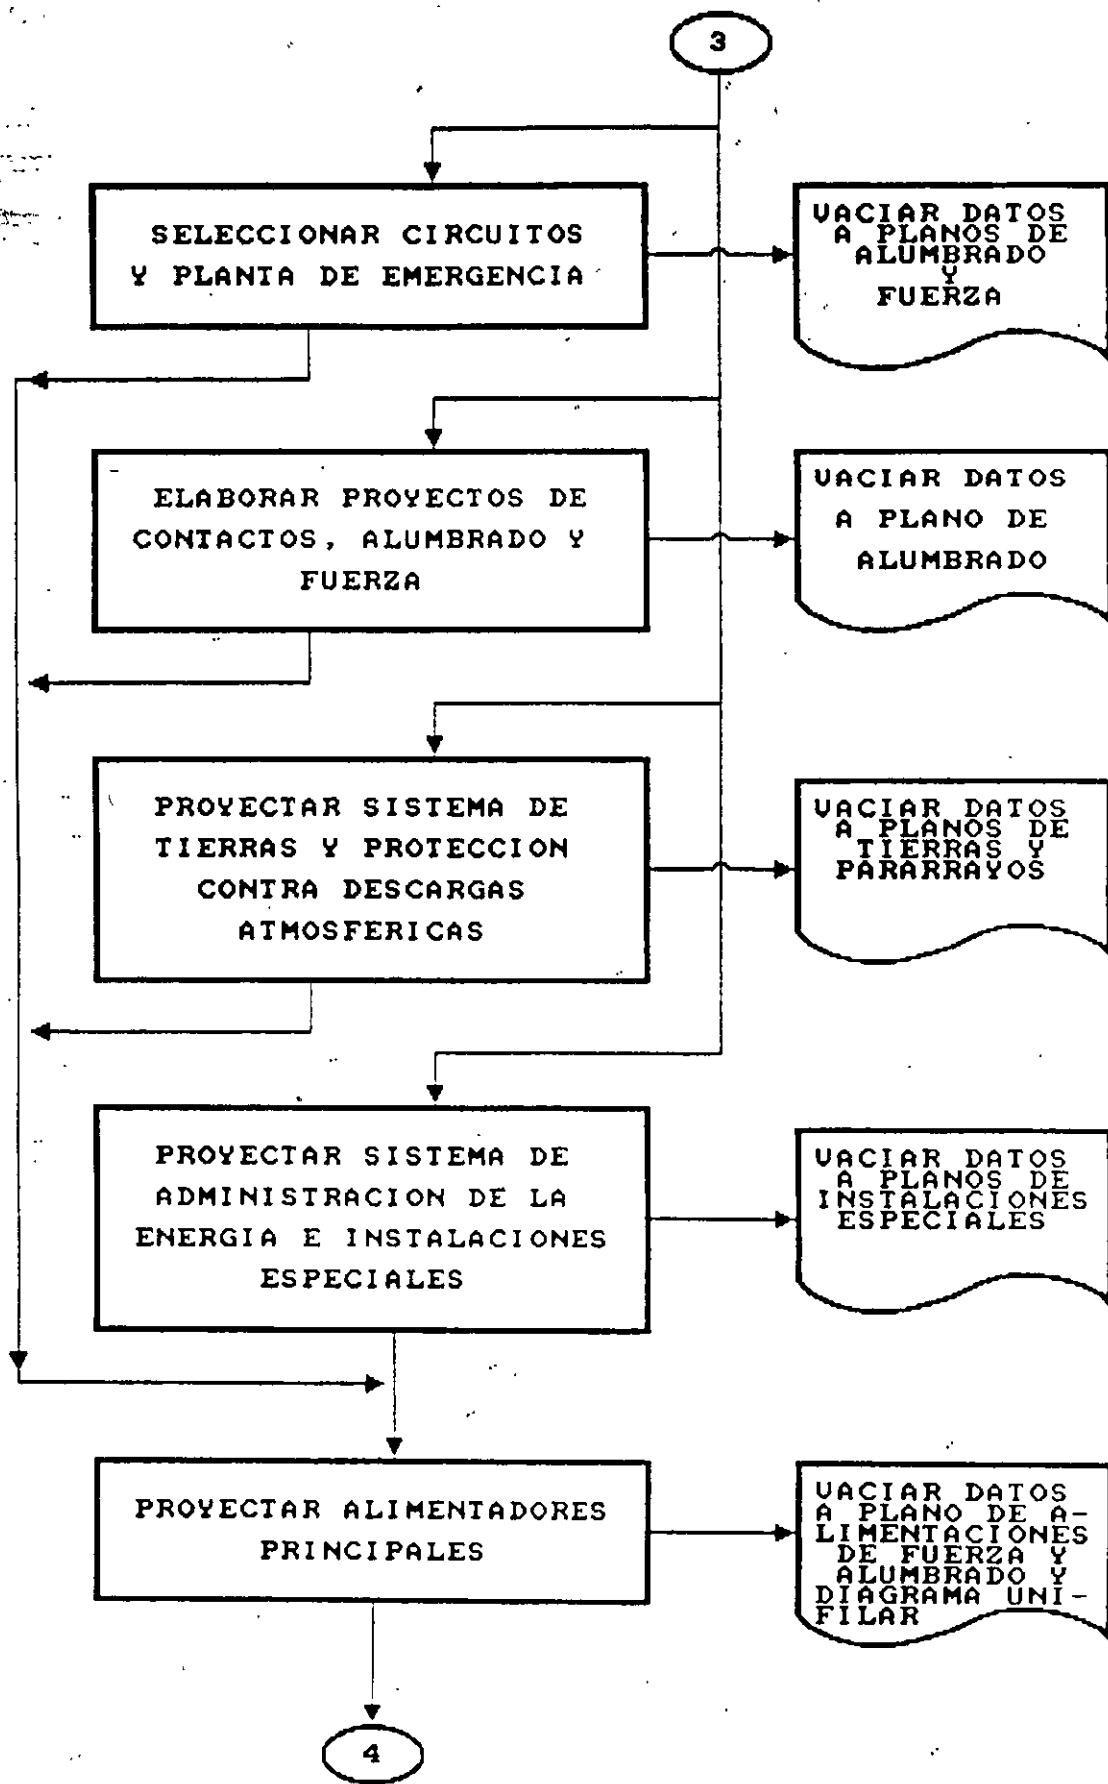 3
SELECCIONAR CIRCUITOS
Y PLANTA DE EMERGENCIA
VACIAR DATOS
A PLANOS DE
ALUMBRADO
Y
FUERZA
ELABORAR PROYECTOS DE
CONTACTOS, ALUMBRADO Y
FUERZA
VACIAR DATOS
A PLANO DE
ALUMBRADO
PROYECTAR SISTEMA DE
TIERRAS Y PROTECCION
CONTRA DESCARGAS
ATMOSFERICAS
VACIAR DATOS
A PLANOS DE
TIERRAS Y
PARARRAYOS
PROYECTAR SISTEMA DE
ADMINISTRACION DE LA
ENERGIA E INSTALACIONES
ESPECIALES
VACIAR DATOS
A PLANOS DE
INSTALACIONES
ESPECIALES
PROYECTAR ALIMENTADORES
PRINCIPALES
VACIAR DATOS
A PLANO DE A-
LIMENTACIONES
DE FUERZA Y
ALUMBRADO Y
DIAGRAMA UNI-
FILAR
4